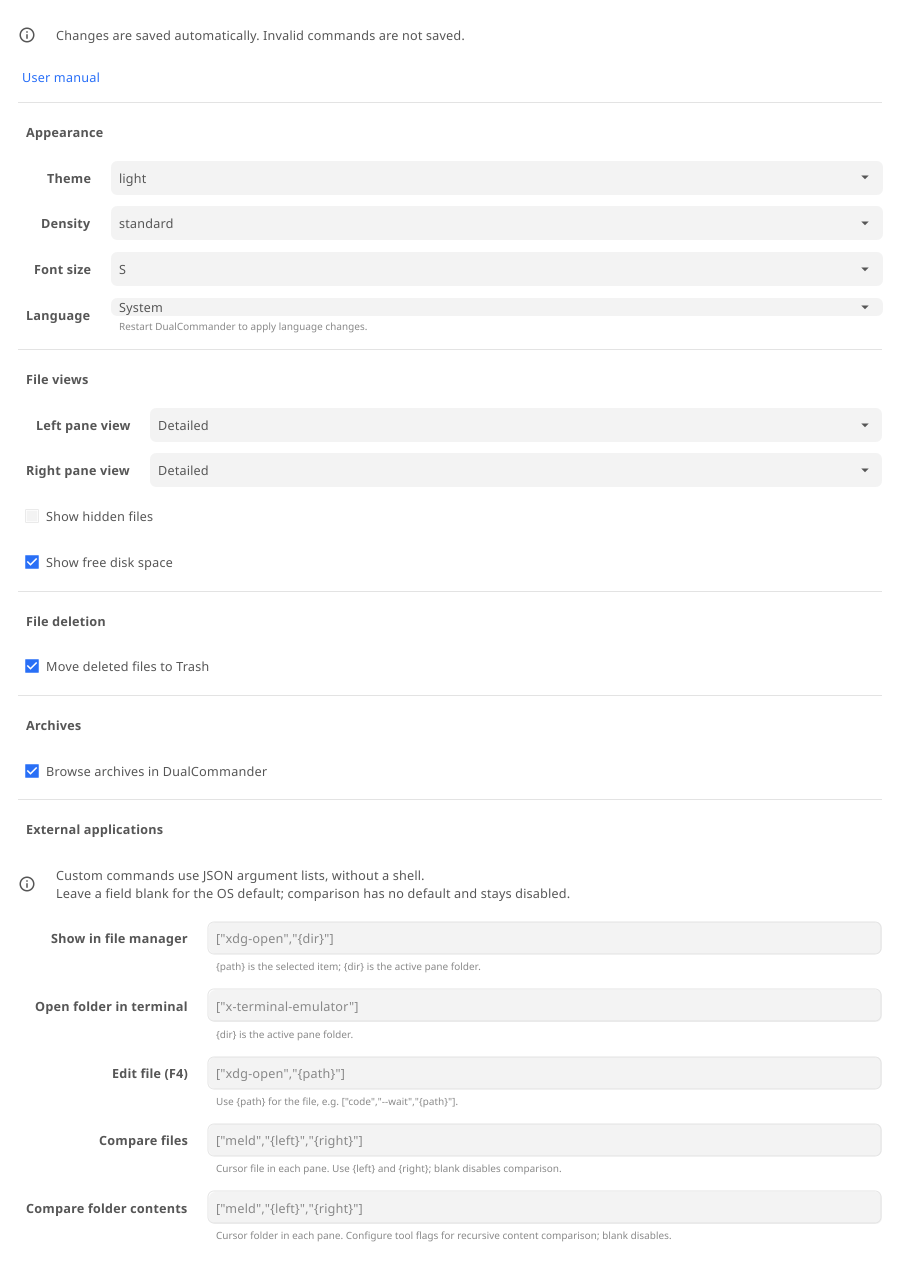 Changes are saved automatically. Invalid commands are not saved.
User manual
Appearance
Theme
light
Density
standard
Font size
S
Language
System
Restart DualCommander to apply language changes.
File views
Left pane view
Detailed
Right pane view
Detailed
Show hidden files
Show free disk space
File deletion
Move deleted files to Trash
Archives
Browse archives in DualCommander
External applications
Custom commands use JSON argument lists, without a shell.
Leave a field blank for the OS default; comparison has no default and stays disabled.
Show in file manager
["xdg-open","{dir}"]
{path} is the selected item; {dir} is the active pane folder.
Open folder in terminal
["x-terminal-emulator"]
{dir} is the active pane folder.
Edit file (F4)
["xdg-open","{path}"]
Use {path} for the file, e.g. ["code","--wait","{path}"].
Compare files
["meld","{left}","{right}"]
Cursor file in each pane. Use {left} and {right}; blank disables comparison.
Compare folder contents
["meld","{left}","{right}"]
Cursor folder in each pane. Configure tool flags for recursive content comparison; blank disables.